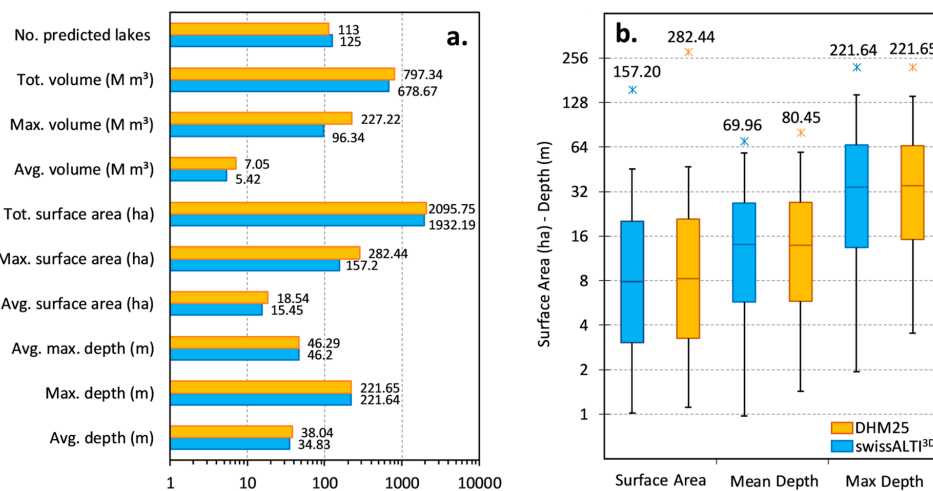 a.
No. predicted lakes
113
125
Tot. volume (M m³)
797.34
678.67
Max. volume (M m³)
227.22
96.34
Avg. volume (M m³)
7.05
5.42
Tot. surface area (ha)
2095.75
1932.19
Max. surface area (ha)
282.44
157.2
Avg. surface area (ha)
18.54
15.45
Avg. max. depth (m)
46.29
46.2
Max. depth (m)
221.65
221.64
Avg. depth (m)
38.04
34.83
1 10 100 1000 10000
b.
Surface Area (ha) - Depth (m)
256
128
64
32
16
8
4
2
1
157.20
282.44
69.96
80.45
221.64
221.65
DHM25
swissALTI³ᴰ
Surface Area Mean Depth Max Depth